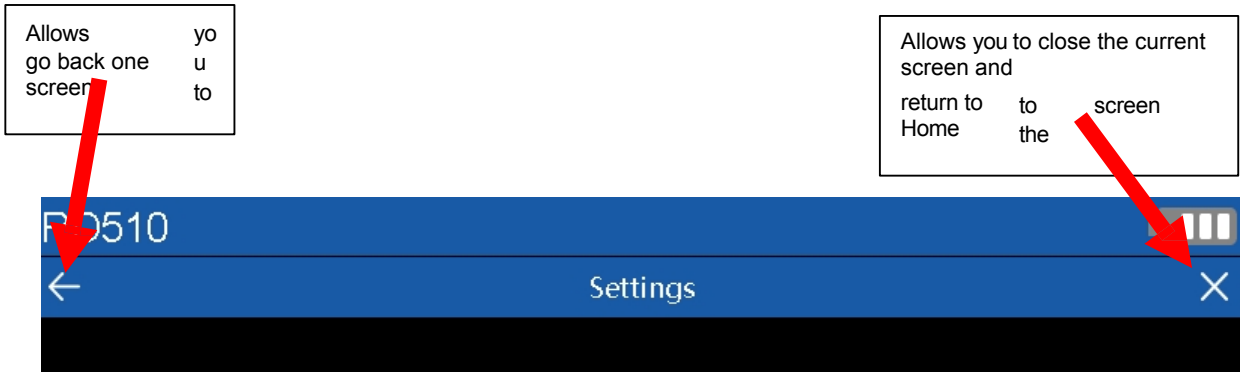 Allows yo
go back one u
screen to
Allows you to close the current
screen and
return to to screen
Home the
510
Settings